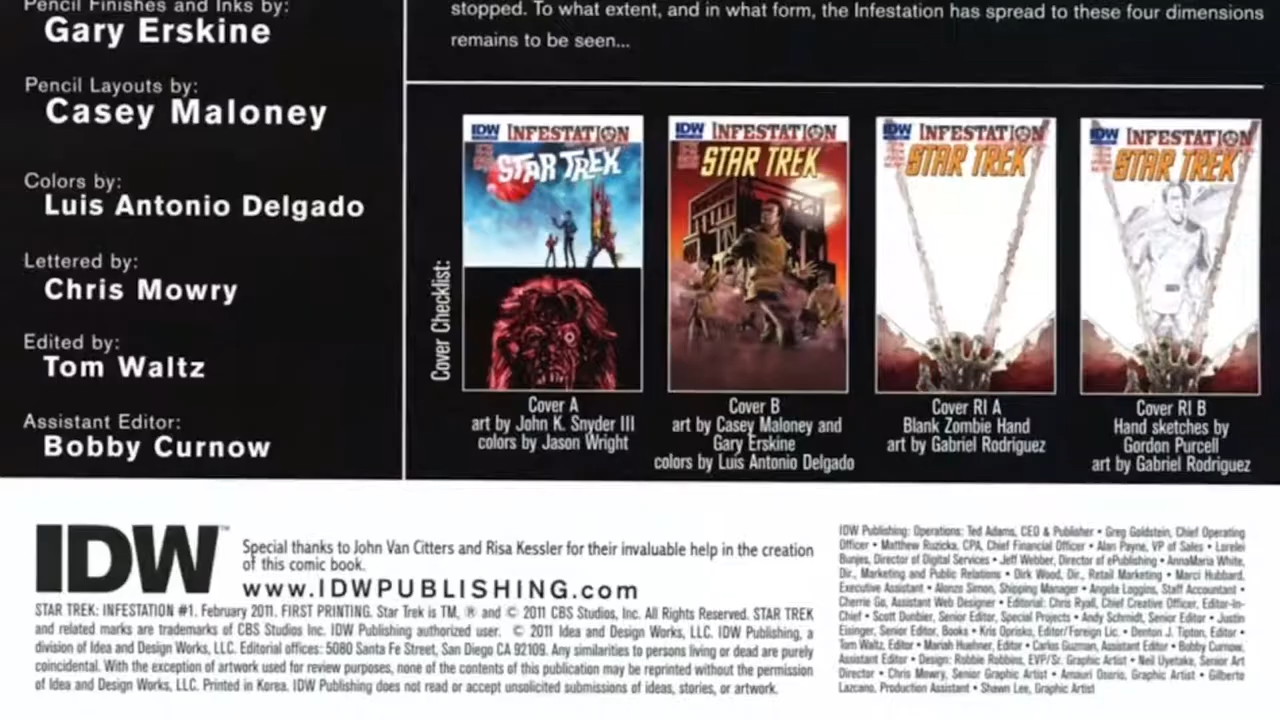 Pencil Finishes and Inks by:
Gary Erskine
Pencil Layouts by:
Casey Maloney
Colors by:
Luis Antonio Delgado
Lettered by:
Chris Mowry
Edited by:
Tom Waltz
Assistant Editor:
Bobby Curnow
stopped. To what extent, and in what form, the Infestation has spread to these four dimensions
remains to be seen...
Cover Checklist:
IDW INFESTATION
STAR TREK
Cover A
art by John K. Snyder III
colors by Jason Wright
IDW INFESTATION
STAR TREK
Cover B
art by Casey Maloney and
Gary Erskine
colors by Luis Antonio Delgado
IDW INFESTATION
STAR TREK
Cover RI A
Blank Zombie Hand
art by Gabriel Rodriguez
IDW INFESTATION
STAR TREK
Cover RI B
Hand sketches by
Gordon Purcell
art by Gabriel Rodriguez
IDW™
Special thanks to John Van Citters and Risa Kessler for their invaluable help in the creation
of this comic book.
www.IDWPUBLISHING.com
STAR TREK: INFESTATION #1. February 2011. FIRST PRINTING. Star Trek is TM, ® and © 2011 CBS Studios, Inc. All Rights Reserved. STAR TREK
and related marks are trademarks of CBS Studios Inc. IDW Publishing authorized user. © 2011 Idea and Design Works, LLC. IDW Publishing, a
division of Idea and Design Works, LLC. Editorial offices: 5080 Santa Fe Street, San Diego CA 92109. Any similarities to persons living or dead are purely
coincidental. With the exception of artwork used for review purposes, none of the contents of this publication may be reprinted without the permission
of Idea and Design Works, LLC. Printed in Korea. IDW Publishing does not read or accept unsolicited submissions of ideas, stories, or artwork.
IDW Publishing: Operations: Ted Adams, CEO & Publisher • Greg Goldstein, Chief Operating
Officer • Matthew Ruzicka, CPA, Chief Financial Officer • Alan Payne, VP of Sales • Lorelei
Bunjes, Director of Digital Services • Jeff Webber, Director of ePublishing • AnnaMaria White,
Dir., Marketing and Public Relations • Dirk Wood, Dir., Retail Marketing • Marci Hubbard,
Executive Assistant • Alonzo Simon, Shipping Manager • Angela Loggins, Staff Accountant •
Cherrie Go, Assistant Web Designer • Editorial: Chris Ryall, Chief Creative Officer, Editor-In-
Chief • Scott Dunbier, Senior Editor, Special Projects • Andy Schmidt, Senior Editor • Justin
Eisinger, Senior Editor, Books • Kris Oprisko, Editor/Foreign Lic. • Denton J. Tipton, Editor •
Tom Waltz, Editor • Mariah Huehner, Editor • Carlos Guzman, Assistant Editor • Bobby Curnow,
Assistant Editor • Design: Robbie Robbins, EVP/Sr. Graphic Artist • Neil Uyetake, Senior Art
Director • Chris Mowry, Senior Graphic Artist • Amauri Osorio, Graphic Artist • Gilberto
Lazcano, Production Assistant • Shawn Lee, Graphic Artist